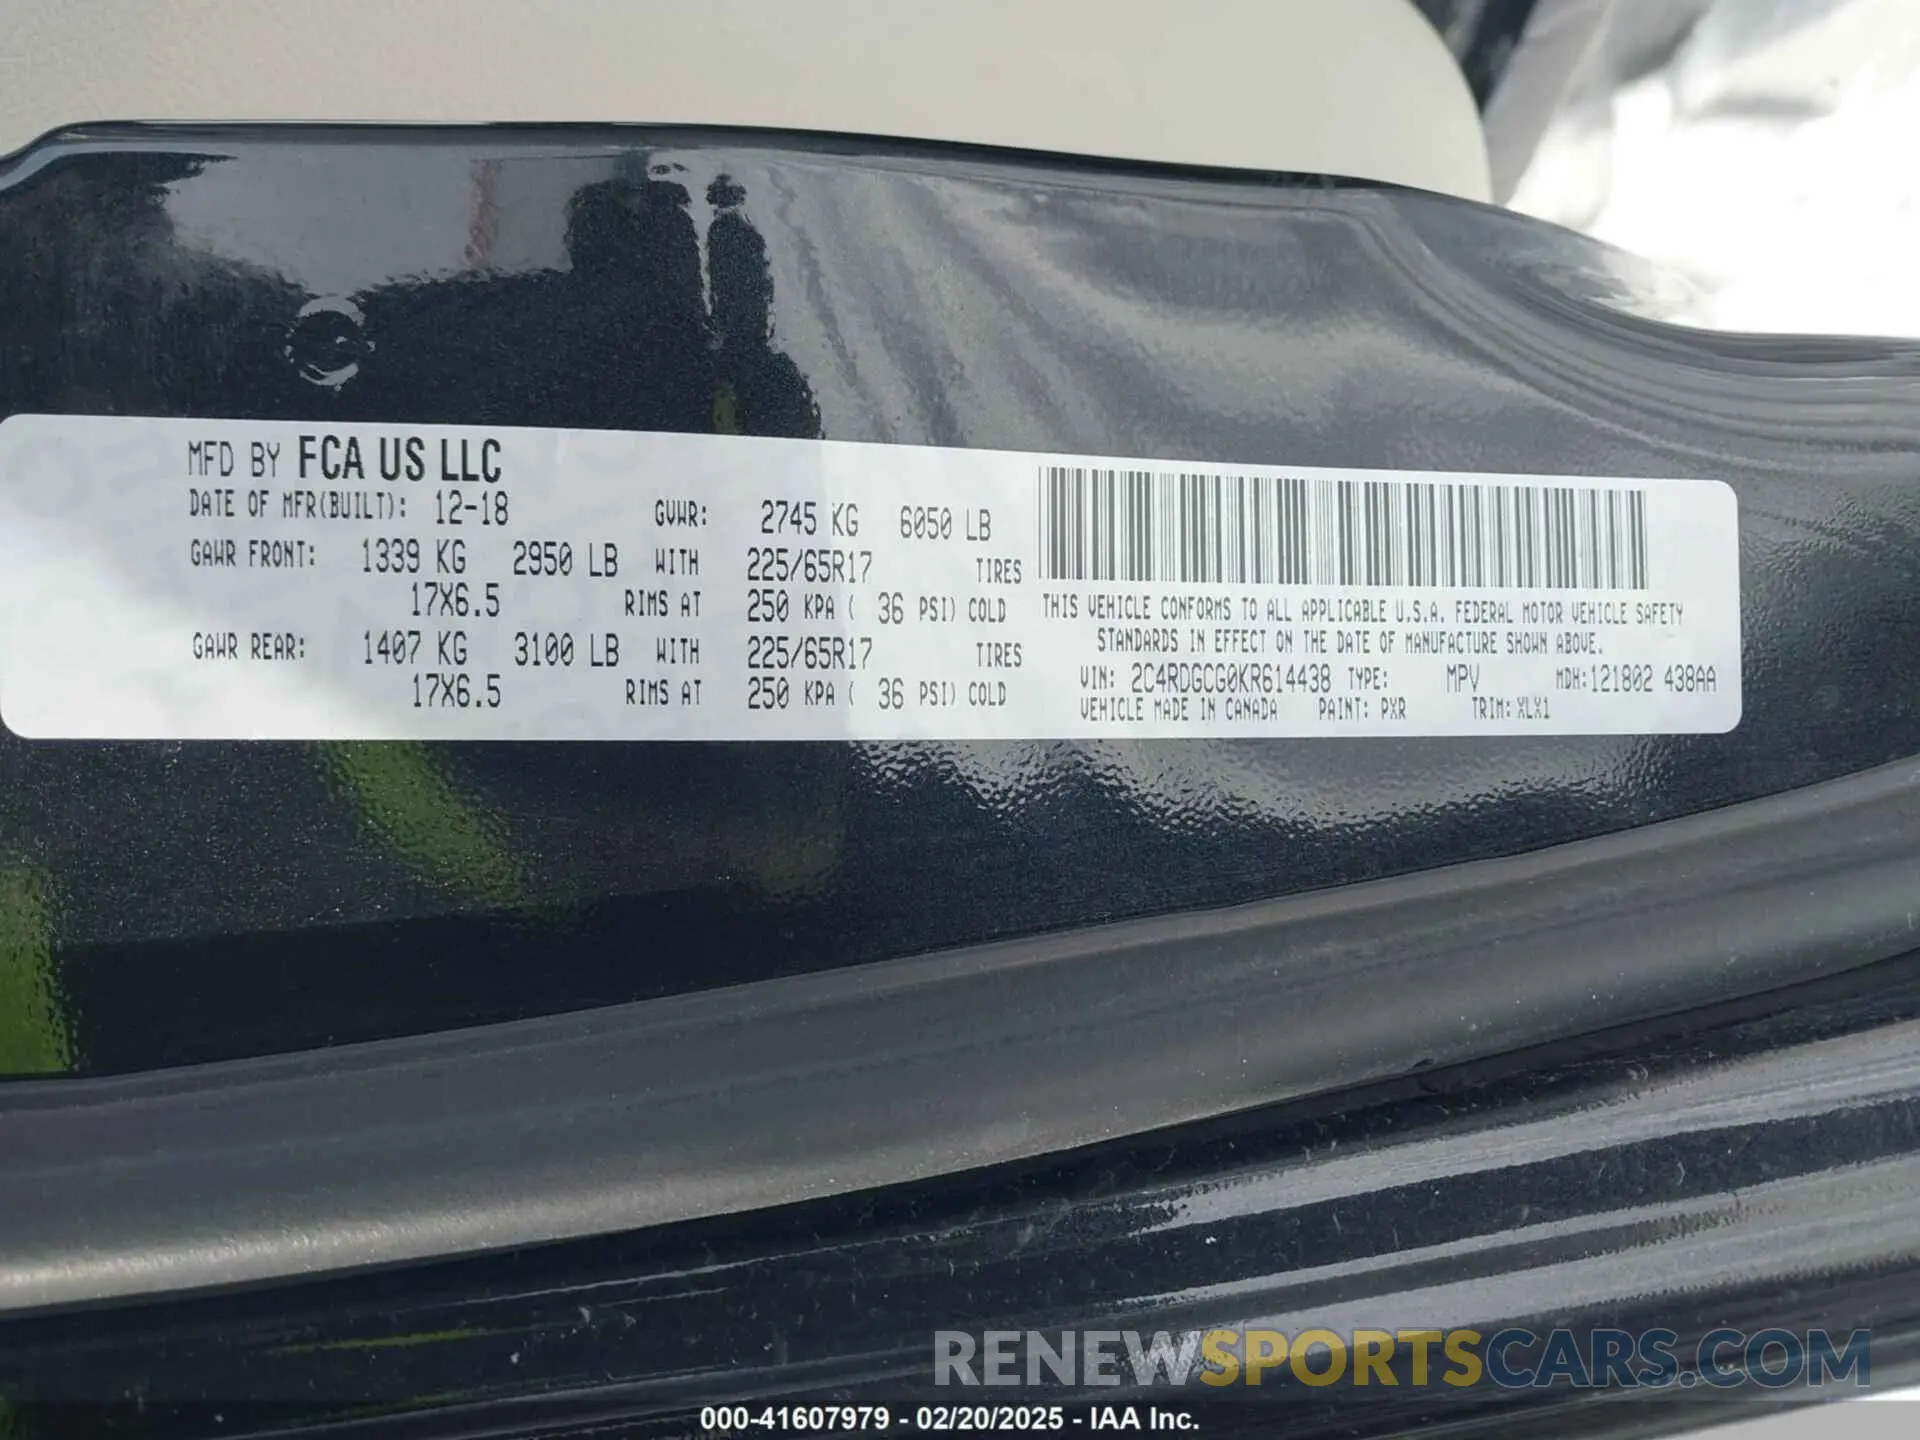 MFD BY FCA US LLC
DATE OF MFR(BUILT): 12-18 GVWR: 2745 KG 6050 LB
GAWR FRONT: 1339 KG 2950 LB WITH 225/65R17 TIRES
17X6.5 RIMS AT 250 KPA ( 36 PSI) COLD
GAWR REAR: 1407 KG 3100 LB WITH 225/65R17 TIRES
17X6.5 RIMS AT 250 KPA ( 36 PSI) COLD
THIS VEHICLE CONFORMS TO ALL APPLICABLE U.S.A. FEDERAL MOTOR VEHICLE SAFETY
STANDARDS IN EFFECT ON THE DATE OF MANUFACTURE SHOWN ABOVE.
VIN: 2C4RDGCG0KR614438 TYPE: MPV MDH:121802 438AA
VEHICLE MADE IN CANADA PAINT: PXR TRIM: XLX1
RENEWSPORTSCARS.COM
000-41607979 - 02/20/2025 - IAA Inc.